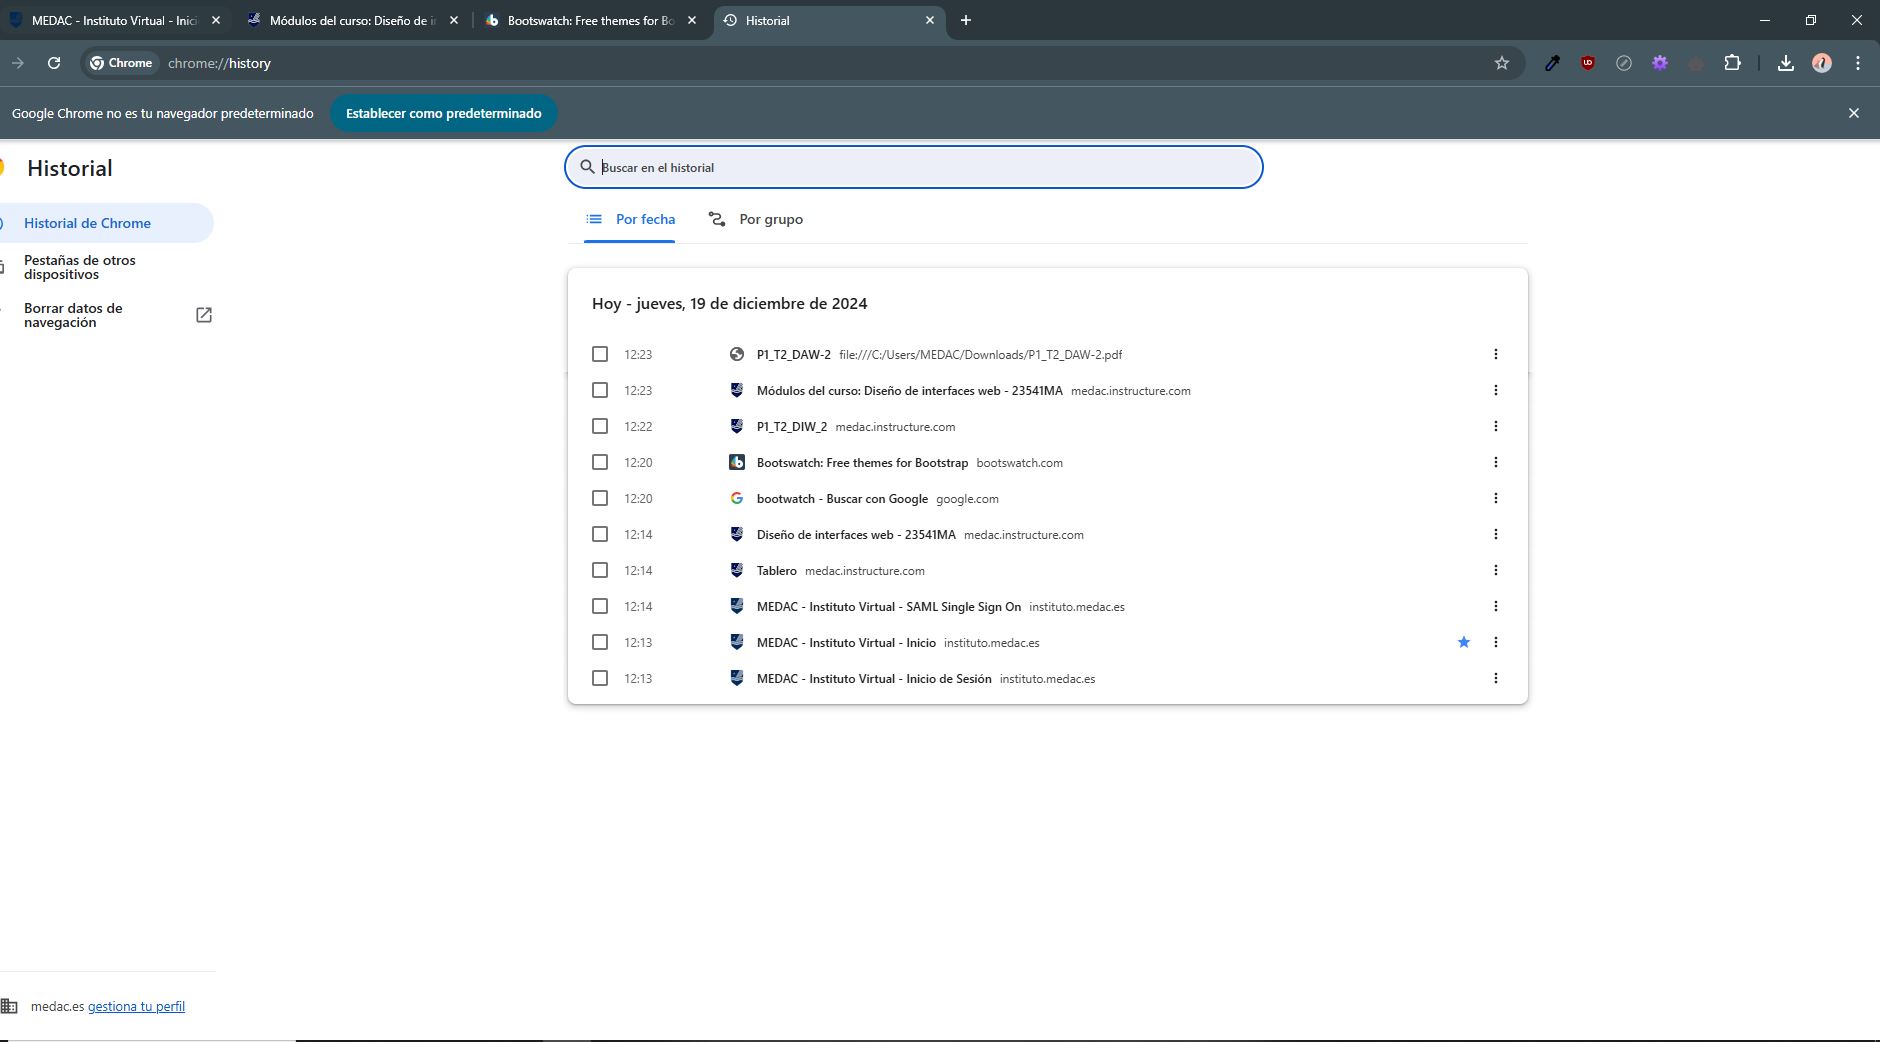 MEDAC - Instituto Virtual - Inici
Módulos del curso: Diseño de i
Bootswatch: Free themes for Bo
Historial
Chrome
chrome://history
Google Chrome no es tu navegador predeterminado
Establecer como predeterminado
Historial
Buscar en el historial
Historial de Chrome
Por fecha
Por grupo
Pestañas de otros
dispositivos
Borrar datos de
navegación
Hoy - jueves, 19 de diciembre de 2024
12:23 P1_T2_DAW-2 file:///C:/Users/MEDAC/Downloads/P1_T2_DAW-2.pdf
12:23 Módulos del curso: Diseño de interfaces web - 23541MA medac.instructure.com
12:22 P1_T2_DIW_2 medac.instructure.com
12:20 Bootswatch: Free themes for Bootstrap bootswatch.com
12:20 bootwatch - Buscar con Google google.com
12:14 Diseño de interfaces web - 23541MA medac.instructure.com
12:14 Tablero medac.instructure.com
12:14 MEDAC - Instituto Virtual - SAML Single Sign On instituto.medac.es
12:13 MEDAC - Instituto Virtual - Inicio instituto.medac.es
12:13 MEDAC - Instituto Virtual - Inicio de Sesión instituto.medac.es
medac.es gestiona tu perfil